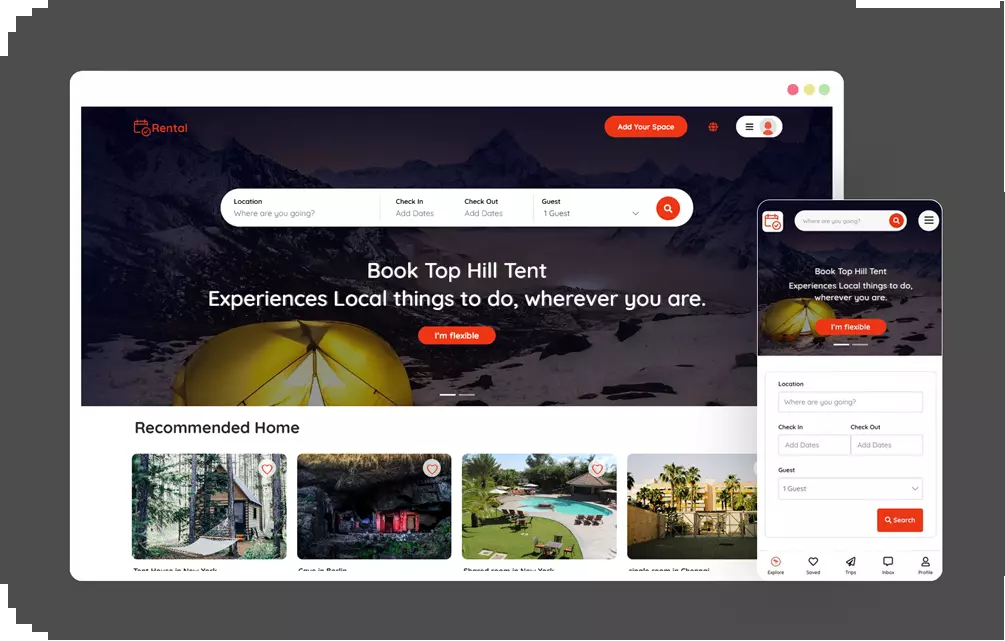 Rental
Add Your Space
Location
Where are you going?
Check In
Add Dates
Check Out
Add Dates
Guest
1 Guest
Book Top Hill Tent
Experiences Local things to do, wherever you are.
I'm flexible
Recommended Home
Tent House in New York
Cave in Berlin
Shared room in New York
single room in Chennai
Where are you going?
Book Top Hill Tent
Experiences Local things to do,
wherever you are.
I'm flexible
Location
Where are you going?
Check In
Check Out
Add Dates
Add Dates
Guest
1 Guest
Search
Explore
Saved
Trips
Inbox
Profile